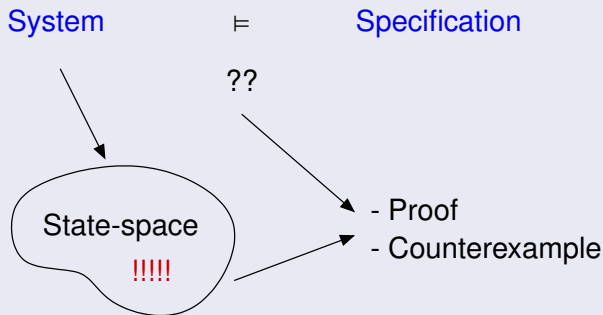 System ⊨ Specification
??
State-space
!!!!!
- Proof
- Counterexample